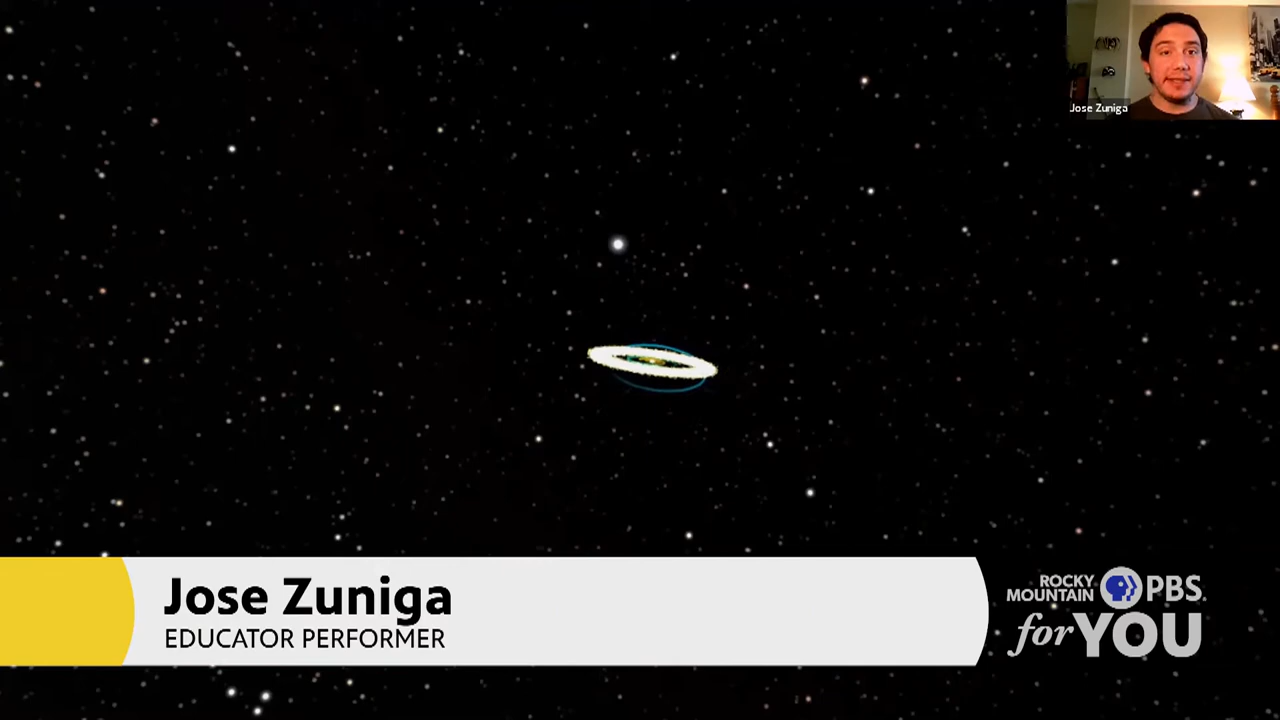 Jose Zuniga
Jose Zuniga
EDUCATOR PERFORMER
ROCKY
MOUNTAIN PBS
for YOU